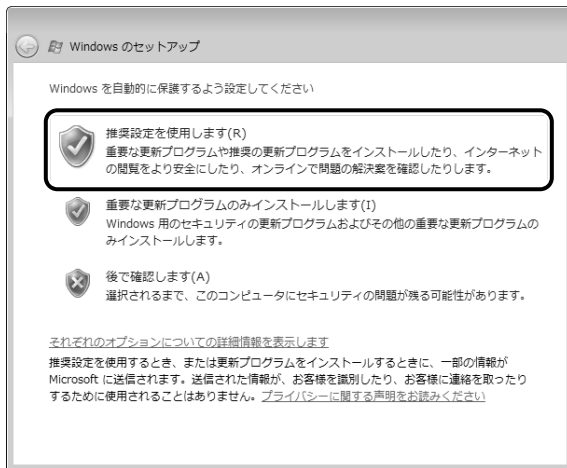 Windows のセットアップ
Windows を自動的に保護するよう設定してください
推奨設定を使用します(R)
重要な更新プログラムや推奨の更新プログラムをインストールしたり、インターネット
の閲覧をより安全にしたり、オンラインで問題の解決案を確認したりします。
重要な更新プログラムのみインストールします(I)
Windows 用のセキュリティの更新プログラムおよびその他の重要な更新プログラムの
みインストールします。
後で確認します(A)
選択されるまで、このコンピュータにセキュリティの問題が残る可能性があります。
それぞれのオプションについての詳細情報を表示します
推奨設定を使用するとき、または更新プログラムをインストールするときに、一部の情報が
Microsoft に送信されます。送信された情報が、お客様を識別したり、お客様に連絡を取ったり
するために使用されることはありません。プライバシーに関する声明をお読みください